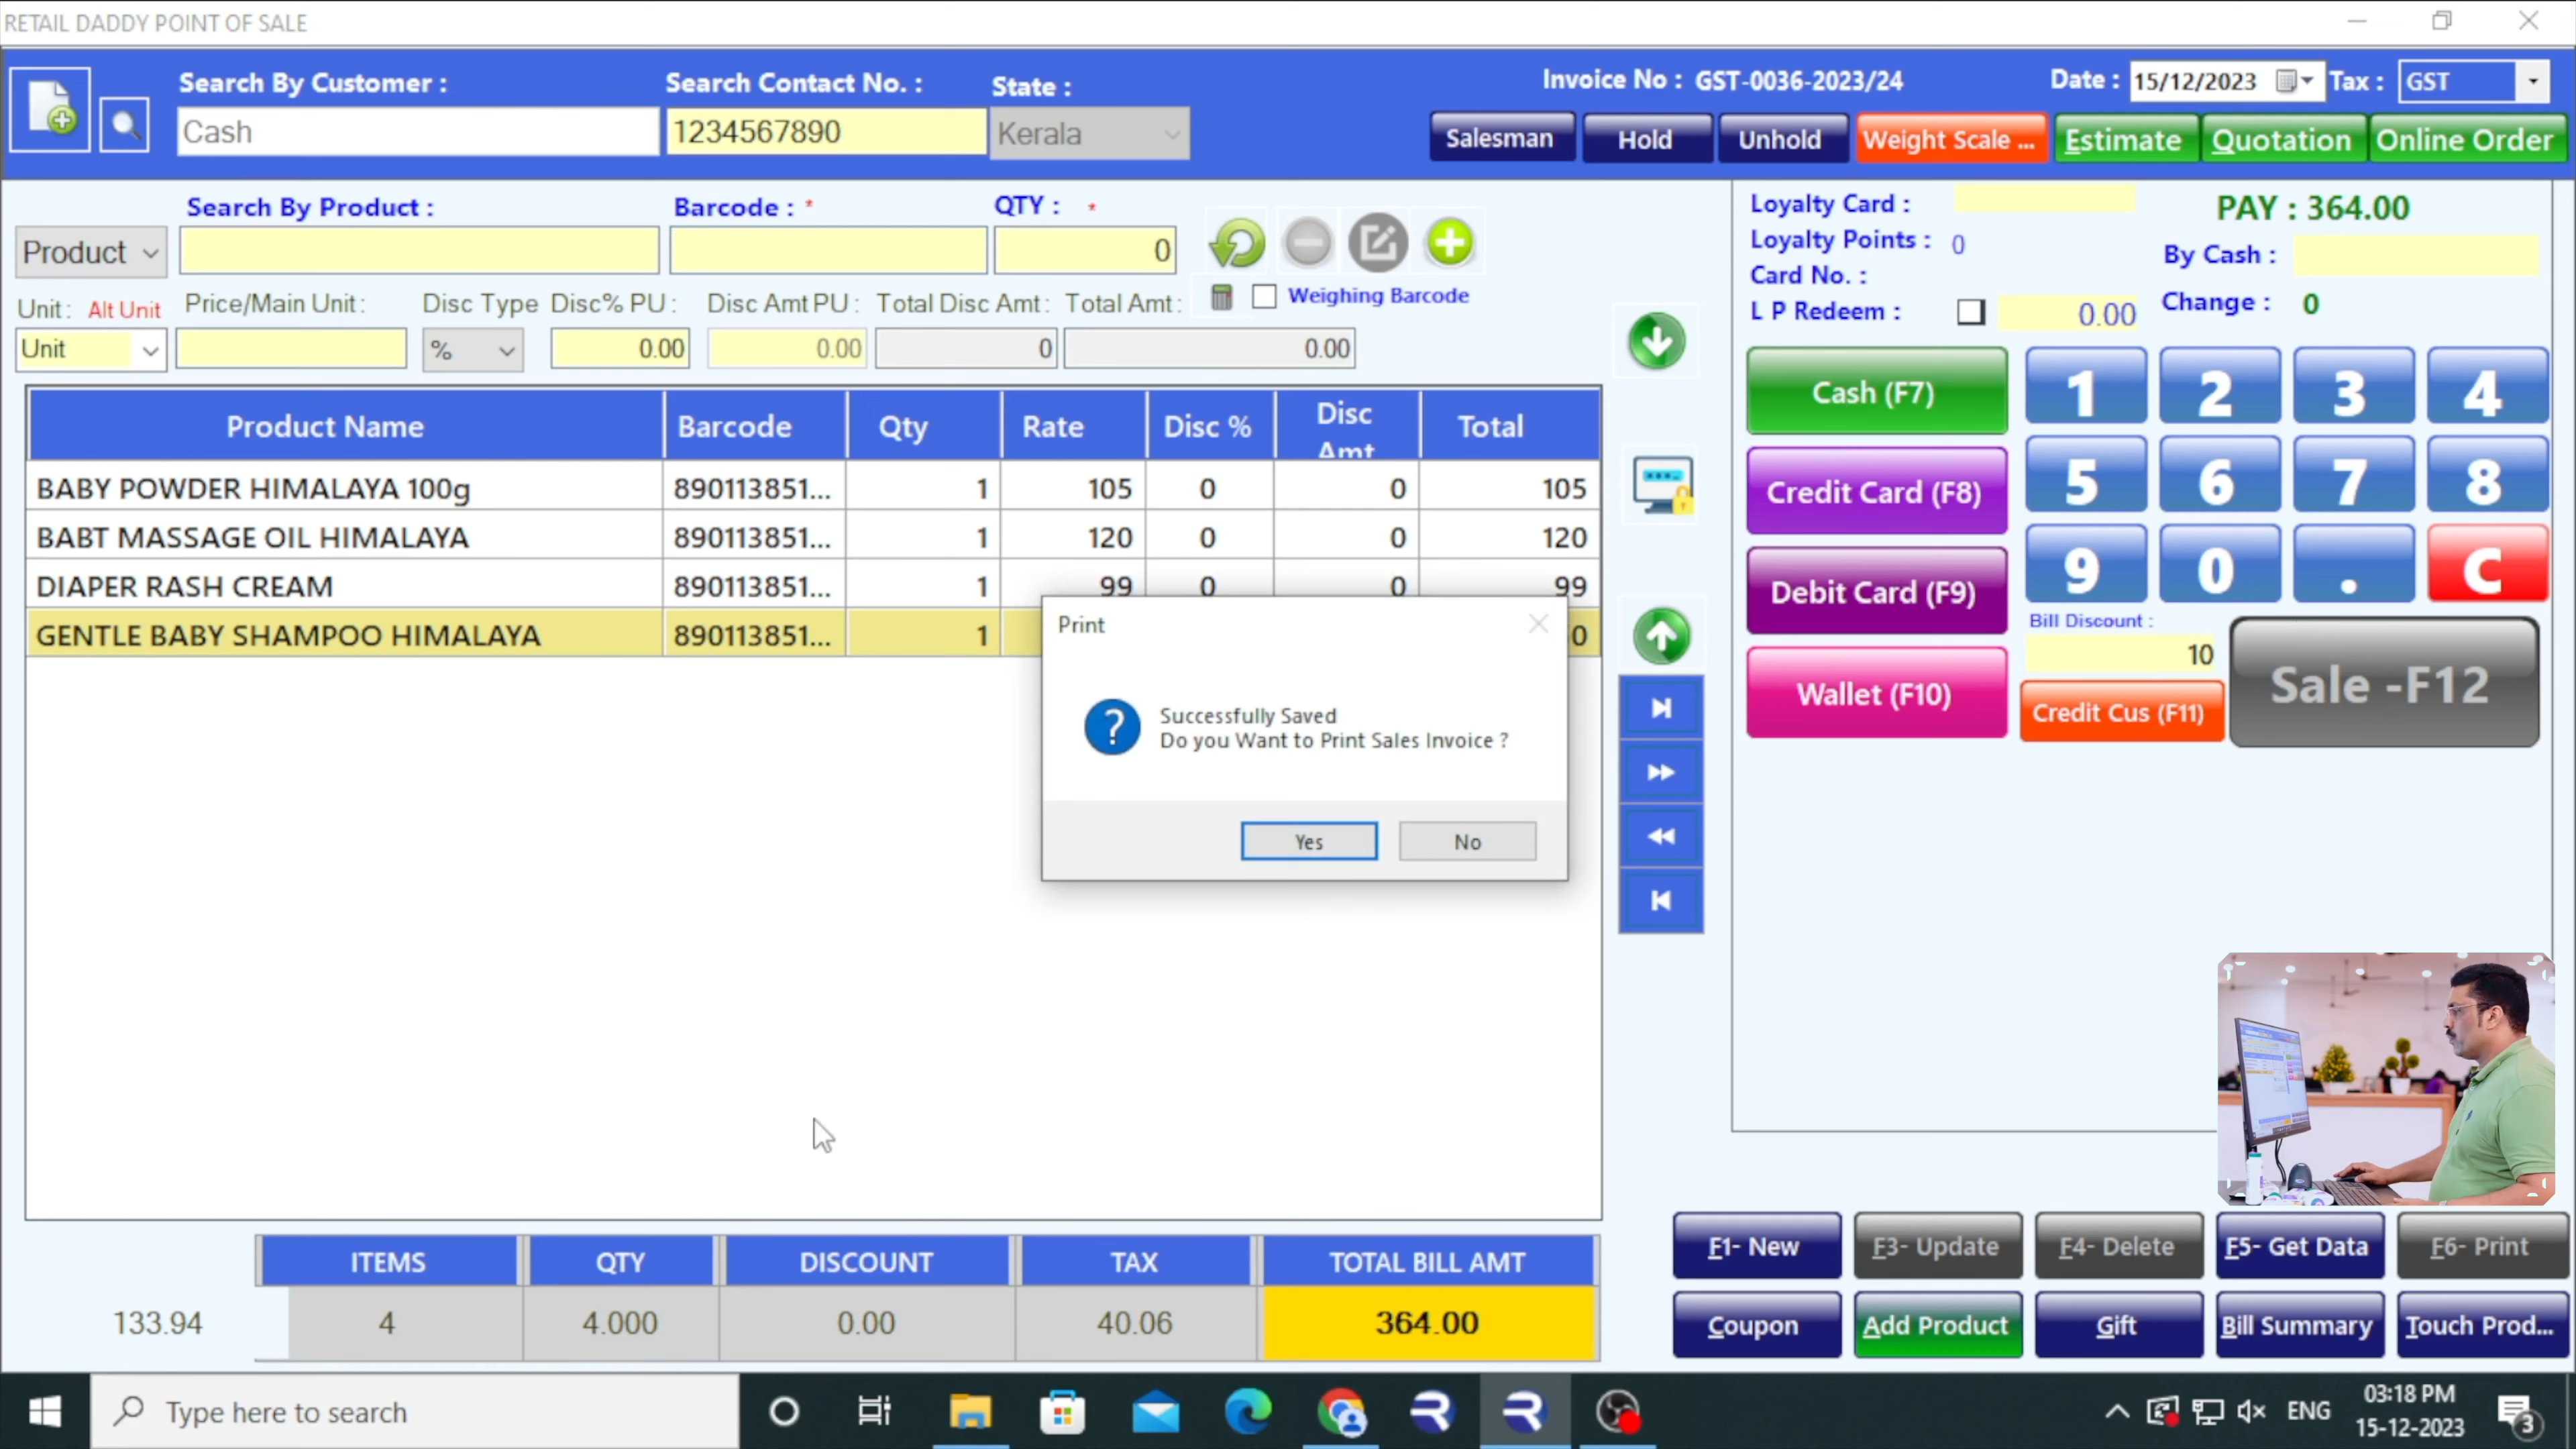 RETAIL DADDY POINT OF SALE
Search By Customer :
Search Contact No. :
State :
Invoice No : GST-0036-2023/24
Date :
15/12/2023
Tax :
GST
Cash
1234567890
Kerala
Salesman
Hold
Unhold
Weight Scale ...
Estimate
Quotation
Online Order
Search By Product :
Barcode : *
QTY : *
Product
0
Unit : Alt Unit
Price/Main Unit :
Disc Type
Disc% PU :
Disc Amt PU :
Total Disc Amt :
Total Amt :
Weighing Barcode
Unit
%
0.00
0.00
0
0.00
Loyalty Card :
Loyalty Points : 0
Card No. :
L P Redeem :
0.00
PAY : 364.00
By Cash :
Change : 0
Product Name Barcode Qty Rate Disc % Disc Amt Total
BABY POWDER HIMALAYA 100g 890113851... 1 105 0 0 105
BABT MASSAGE OIL HIMALAYA 890113851... 1 120 0 0 120
DIAPER RASH CREAM 890113851... 1 99 0 0 99
GENTLE BABY SHAMPOO HIMALAYA 890113851... 1
Print
Successfully Saved
Do you Want to Print Sales Invoice ?
Yes
No
Cash (F7)
Credit Card (F8)
Debit Card (F9)
Wallet (F10)
1 2 3 4
5 6 7 8
9 0 . C
Bill Discount :
10
Credit Cus (F11)
Sale -F12
ITEMS QTY DISCOUNT TAX TOTAL BILL AMT
133.94 4 4.000 0.00 40.06 364.00
F1- New
F3- Update
F4- Delete
F5- Get Data
F6- Print
Coupon
Add Product
Gift
Bill Summary
Touch Prod...
Type here to search
ENG
03:18 PM
15-12-2023
3